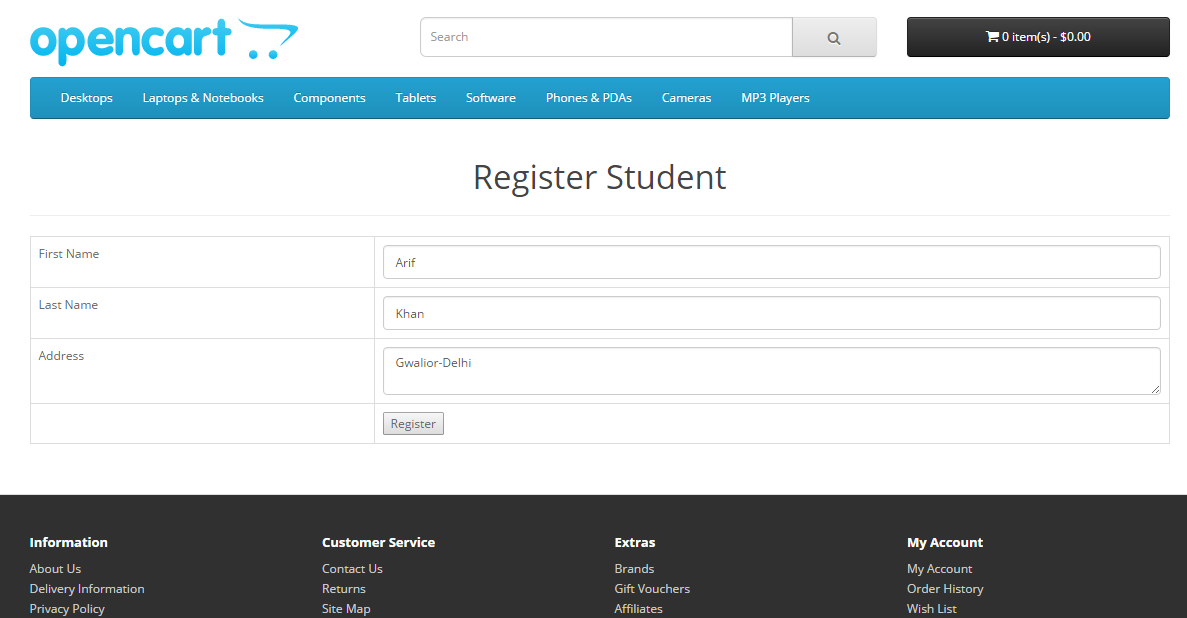 opencart
Search
0 item(s) - $0.00
Desktops Laptops & Notebooks Components Tablets Software Phones & PDAs Cameras MP3 Players
Register Student
First Name Arif
Last Name Khan
Address Gwalior-Delhi
Register
Information Customer Service Extras My Account
About Us Contact Us Brands My Account
Delivery Information Returns Gift Vouchers Order History
Privacy Policy Site Map Affiliates Wish List